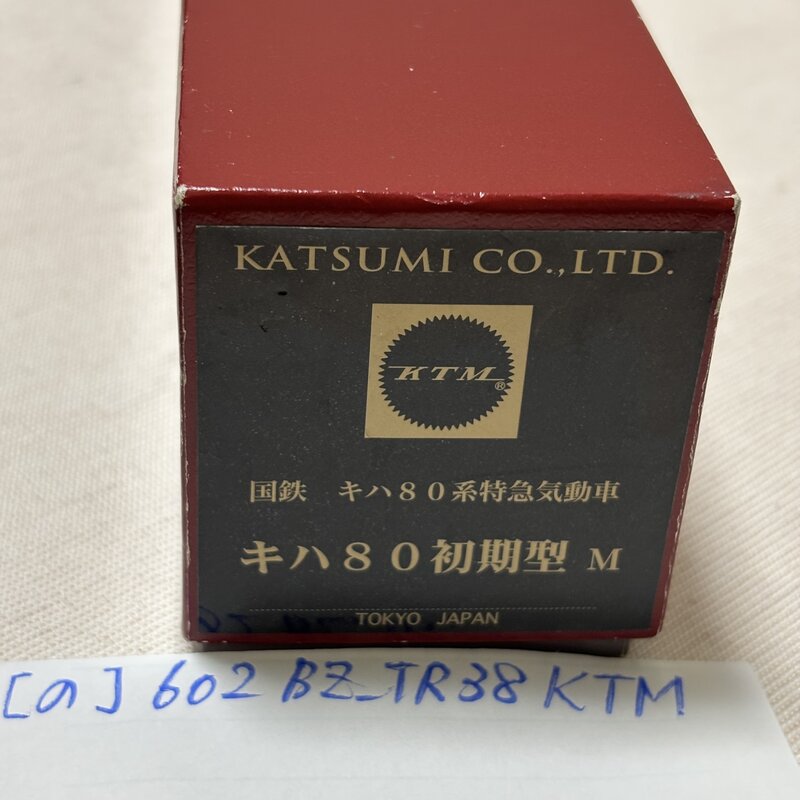 KATSUMI CO.,LTD.
KTM®
国鉄 キハ80系特急気動車
キハ80初期型 M
TOKYO JAPAN
[の] 602 BZ_TR38 KTM